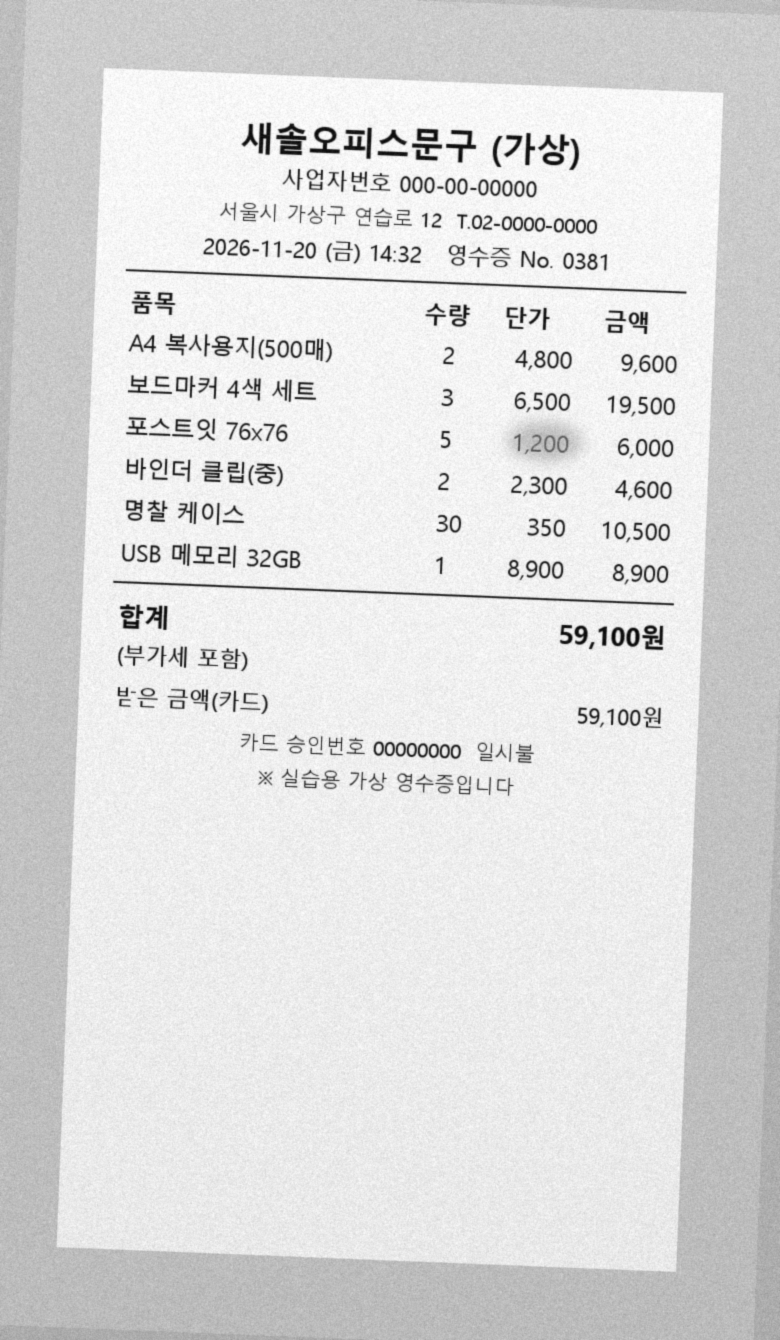 새솔오피스문구 (가상)
사업자번호 000-00-00000
서울시 가상구 연습로 12 T.02-0000-0000
2026-11-20 (금) 14:32 영수증 No. 0381
품목 수량 단가 금액
A4 복사용지(500매) 2 4,800 9,600
보드마커 4색 세트 3 6,500 19,500
포스트잇 76x76 5 1,200 6,000
바인더 클립(중) 2 2,300 4,600
명찰 케이스 30 350 10,500
USB 메모리 32GB 1 8,900 8,900
합계 59,100원
(부가세 포함)
받은 금액(카드) 59,100원
카드 승인번호 00000000 일시불
※ 실습용 가상 영수증입니다